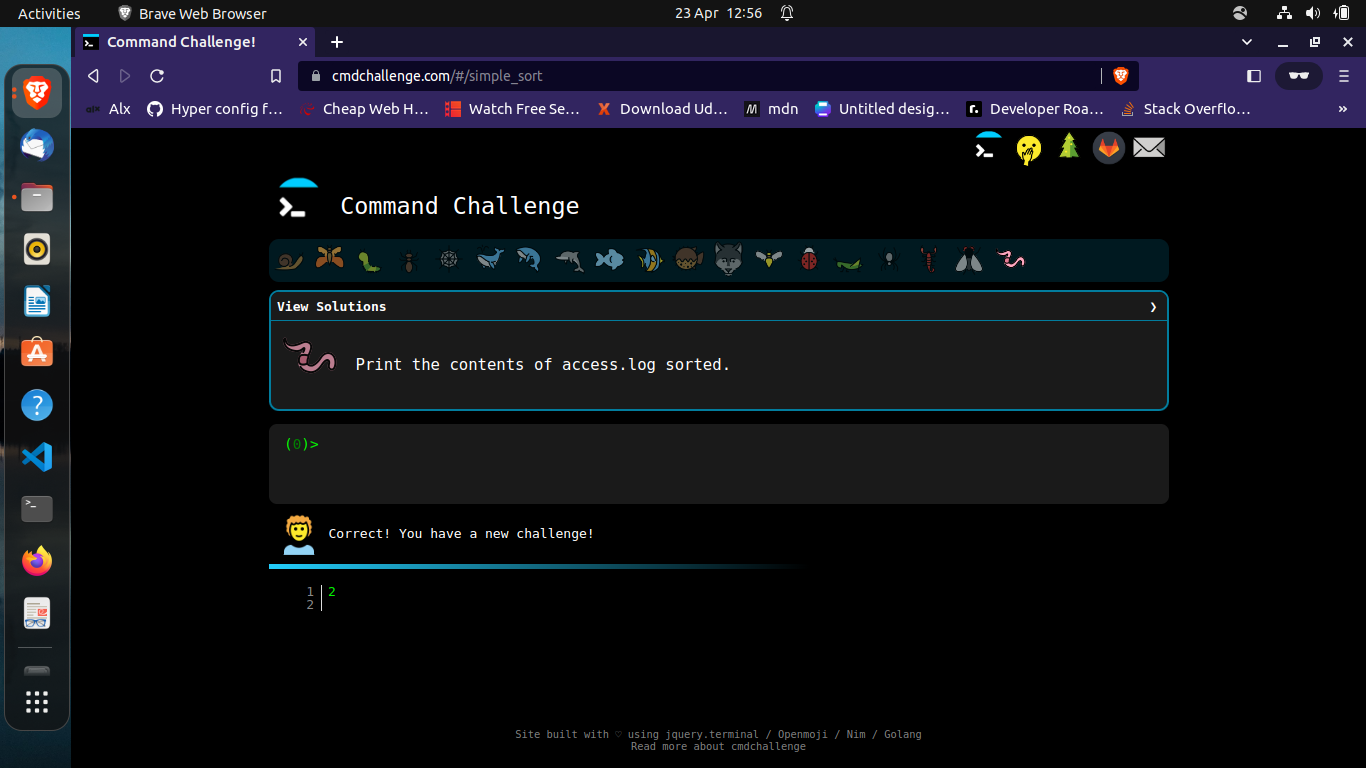 Activities Brave Web Browser 23 Apr 12:56
Command Challenge!
cmdchallenge.com/#/simple_sort
alx Alx Hyper config f… Cheap Web H… Watch Free Se… Download Ud… mdn Untitled desig… Developer Roa… Stack Overflo… »
Command Challenge
View Solutions ❯
Print the contents of access.log sorted.
(0)>
Correct! You have a new challenge!
1 2
2
Site built with ♡ using jquery.terminal / Openmoji / Nim / Golang
Read more about cmdchallenge